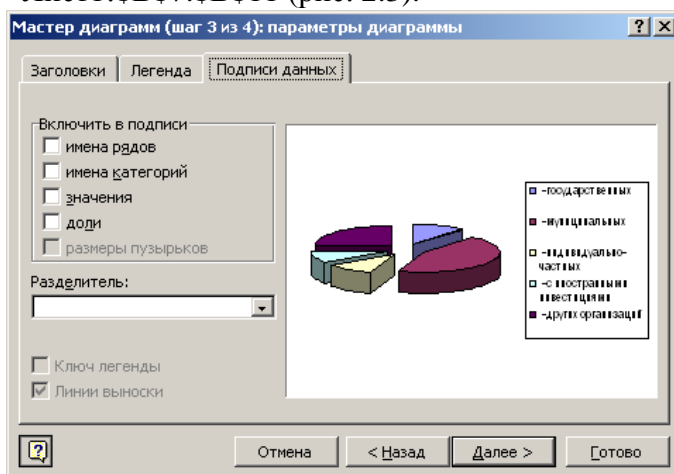 Мастер диаграмм (шаг 3 из 4): параметры диаграммы
Заголовки Легенда Подписи данных
Включить в подписи
имена рядов
имена категорий
значения
доли
размеры пузырьков
Разделитель:
Ключ легенды
Линии выноски
-государственных
-муниципальных
-индивидуально-
частных
-с иностранными
инвестициями
-других организаций
Отмена < Назад Далее > Готово